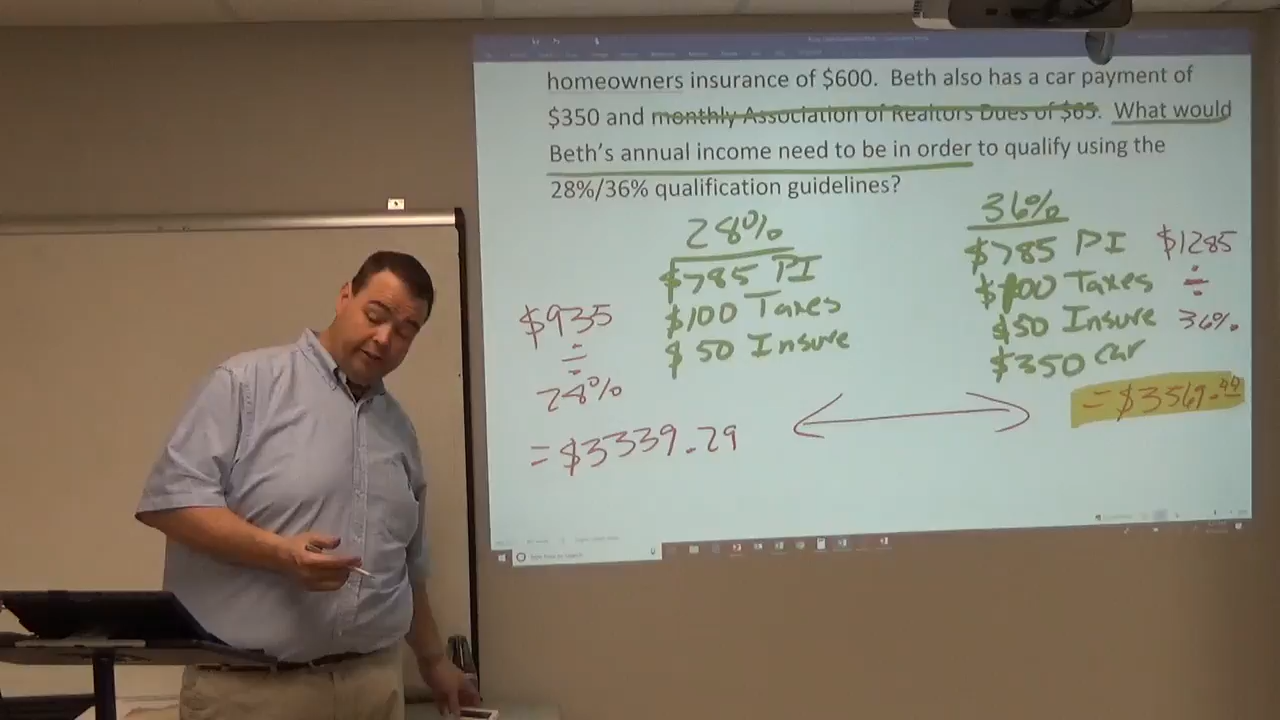 homeowners insurance of $600. Beth also has a car payment of
$350 and monthly Association of Realtors Dues of $85. What would
Beth's annual income need to be in order to qualify using the
28%/36% qualification guidelines?
28%
$785 PI
$100 Taxes
$50 Insure
$935
÷
28%
= $3339.29
36%
$785 PI
$100 Taxes
$50 Insure
$350 Car
$1285
÷
36%
= $3569.44